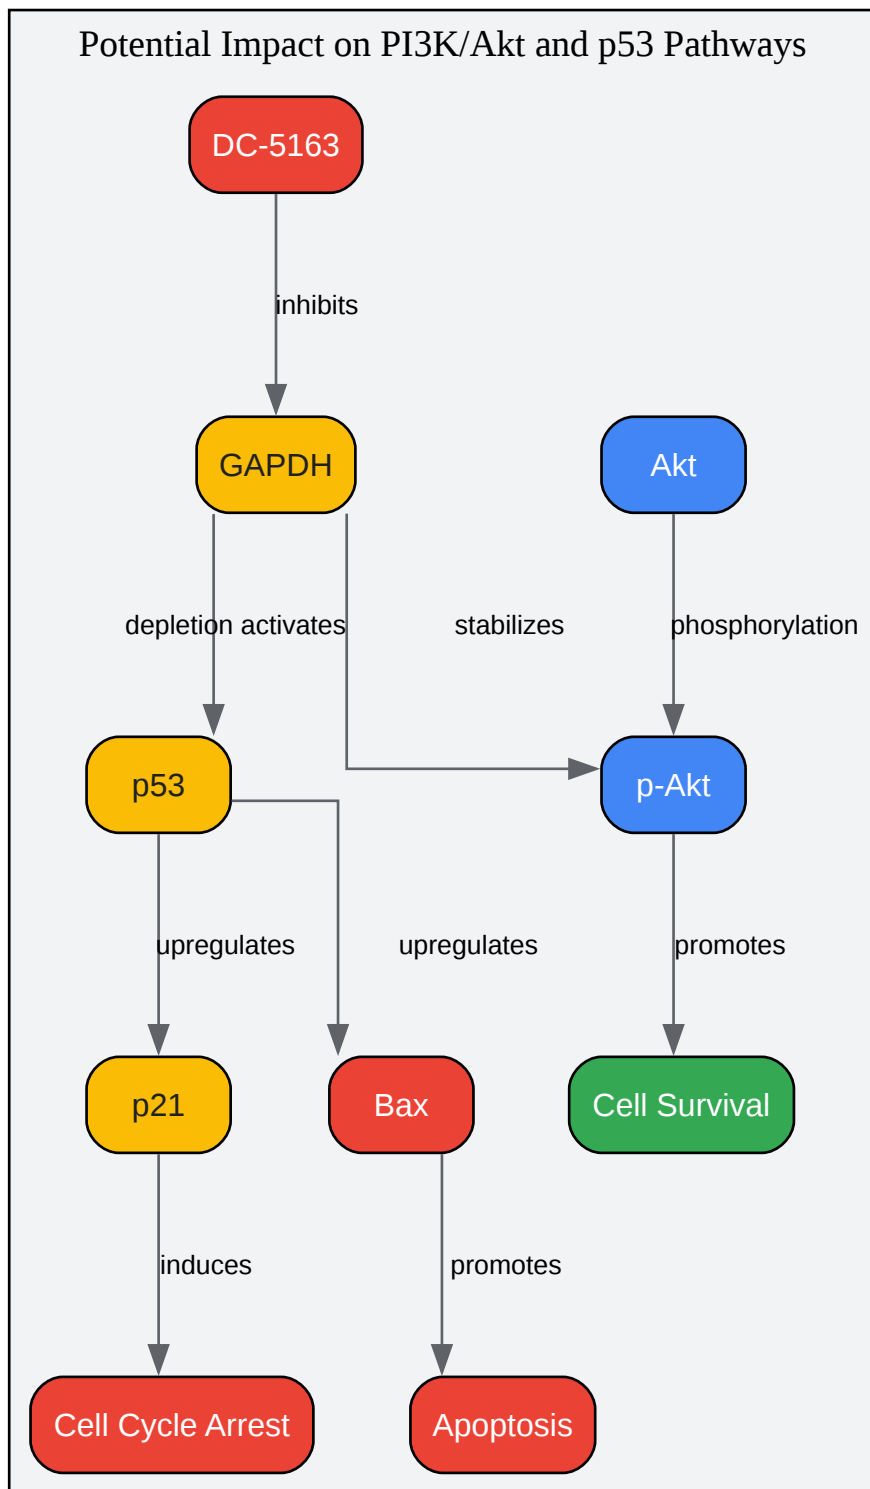 Potential Impact on PI3K/Akt and p53 Pathways
DC-5163
inhibits
GAPDH
Akt
depletion activates
stabilizes
phosphorylation
p53
p-Akt
upregulates
upregulates
promotes
p21
Bax
Cell Survival
induces
promotes
Cell Cycle Arrest
Apoptosis